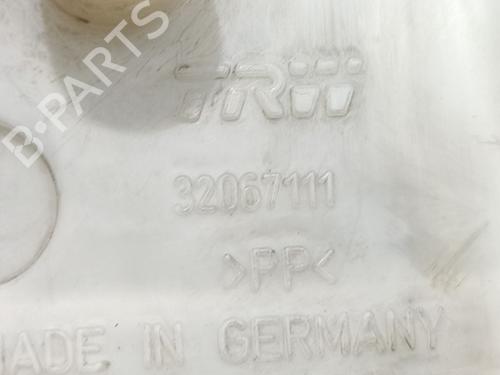 B-PARTS
TRW
32067111
>PP<
MADE IN GERMANY